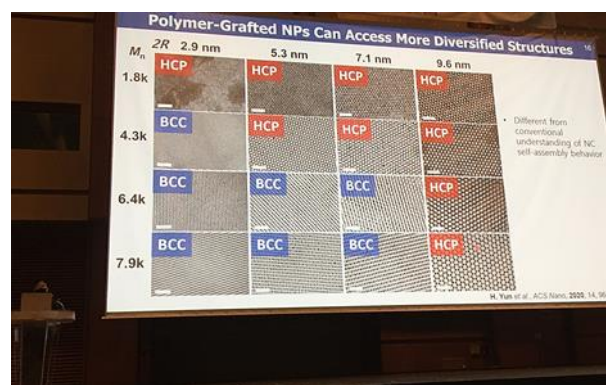 Polymer-Grafted NPs Can Access More Diversified Structures
16
Mn 2R 2.9 nm 5.3 nm 7.1 nm 9.6 nm
1.8k HCP HCP HCP HCP
4.3k BCC HCP HCP HCP
6.4k BCC BCC BCC HCP
7.9k BCC BCC BCC HCP
• Different from
conventional
understanding of NC
self-assembly behavior
H. Yun et al., ACS Nano, 2020, 14, 96